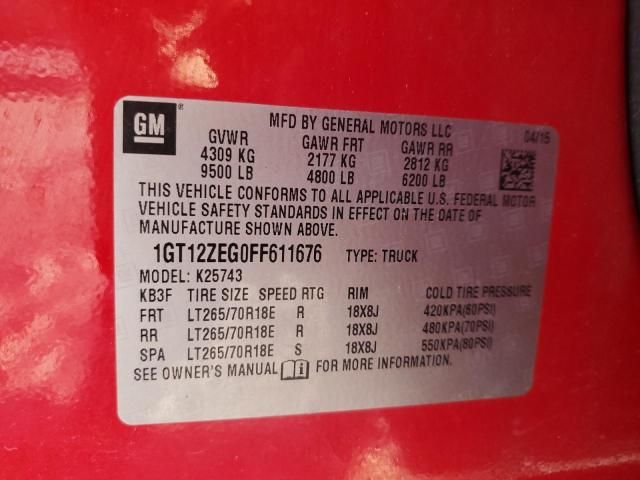 GM ®
MFD BY GENERAL MOTORS LLC 04/15
GVWR GAWR FRT GAWR RR
4309 KG 2177 KG 2812 KG
9500 LB 4800 LB 6200 LB
THIS VEHICLE CONFORMS TO ALL APPLICABLE U.S. FEDERAL MOTOR
VEHICLE SAFETY STANDARDS IN EFFECT ON THE DATE OF
MANUFACTURE SHOWN ABOVE.
1GT12ZEG0FF611676 TYPE: TRUCK
MODEL: K25743
KB3F TIRE SIZE SPEED RTG RIM COLD TIRE PRESSURE
FRT LT265/70R18E R 18X8J 420KPA(60PSI)
RR LT265/70R18E R 18X8J 480KPA(70PSI)
SPA LT265/70R18E S 18X8J 550KPA(80PSI)
SEE OWNER'S MANUAL FOR MORE INFORMATION.